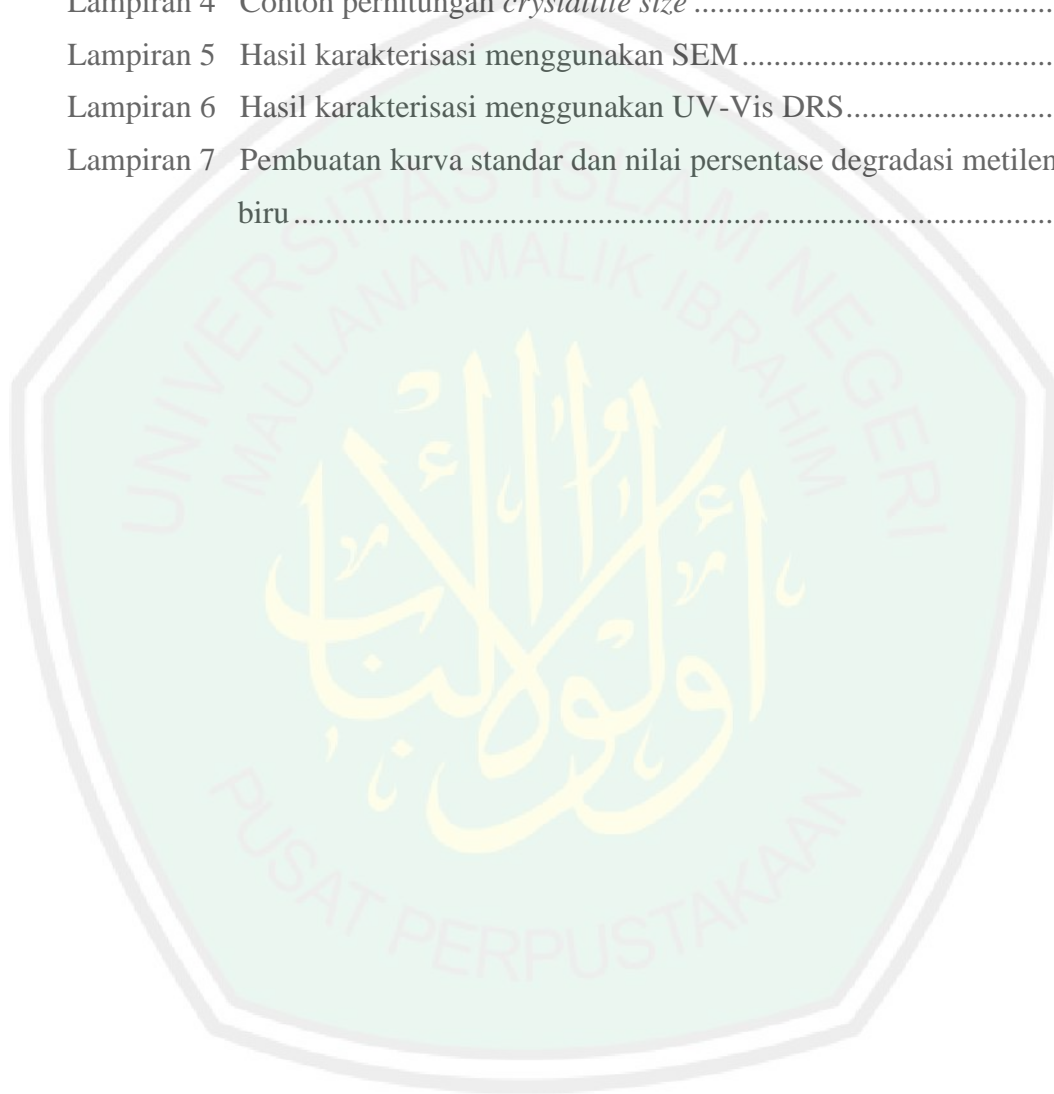 Lampiran 4 Contoh perhitungan crystallite size ........................................
Lampiran 5 Hasil karakterisasi menggunakan SEM ........................................
Lampiran 6 Hasil karakterisasi menggunakan UV-Vis DRS ............................
Lampiran 7 Pembuatan kurva standar dan nilai persentase degradasi metilen
biru ................................................................................................
UNIVERSITAS ISLAM NEGERI
MAULANA MALIK IBRAHIM
أولوا الألباب
PUSAT PERPUSTAKAAN